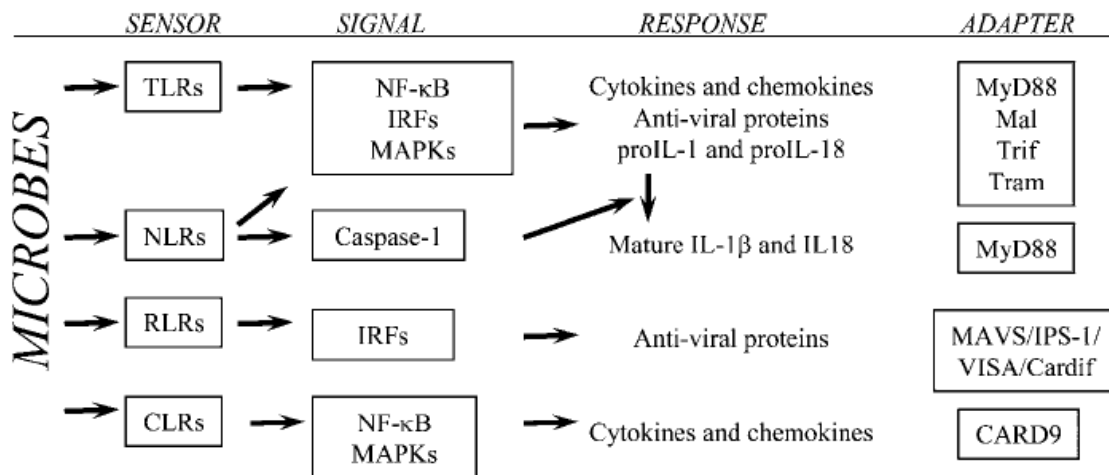 SENSOR SIGNAL RESPONSE ADAPTER
MICROBES
TLRs
NF-κB
IRFs
MAPKs
Cytokines and chemokines
Anti-viral proteins
proIL-1 and proIL-18
MyD88
Mal
Trif
Tram
NLRs
Caspase-1
Mature IL-1β and IL18
MyD88
RLRs
IRFs
Anti-viral proteins
MAVS/IPS-1/
VISA/Cardif
CLRs
NF-κB
MAPKs
Cytokines and chemokines
CARD9